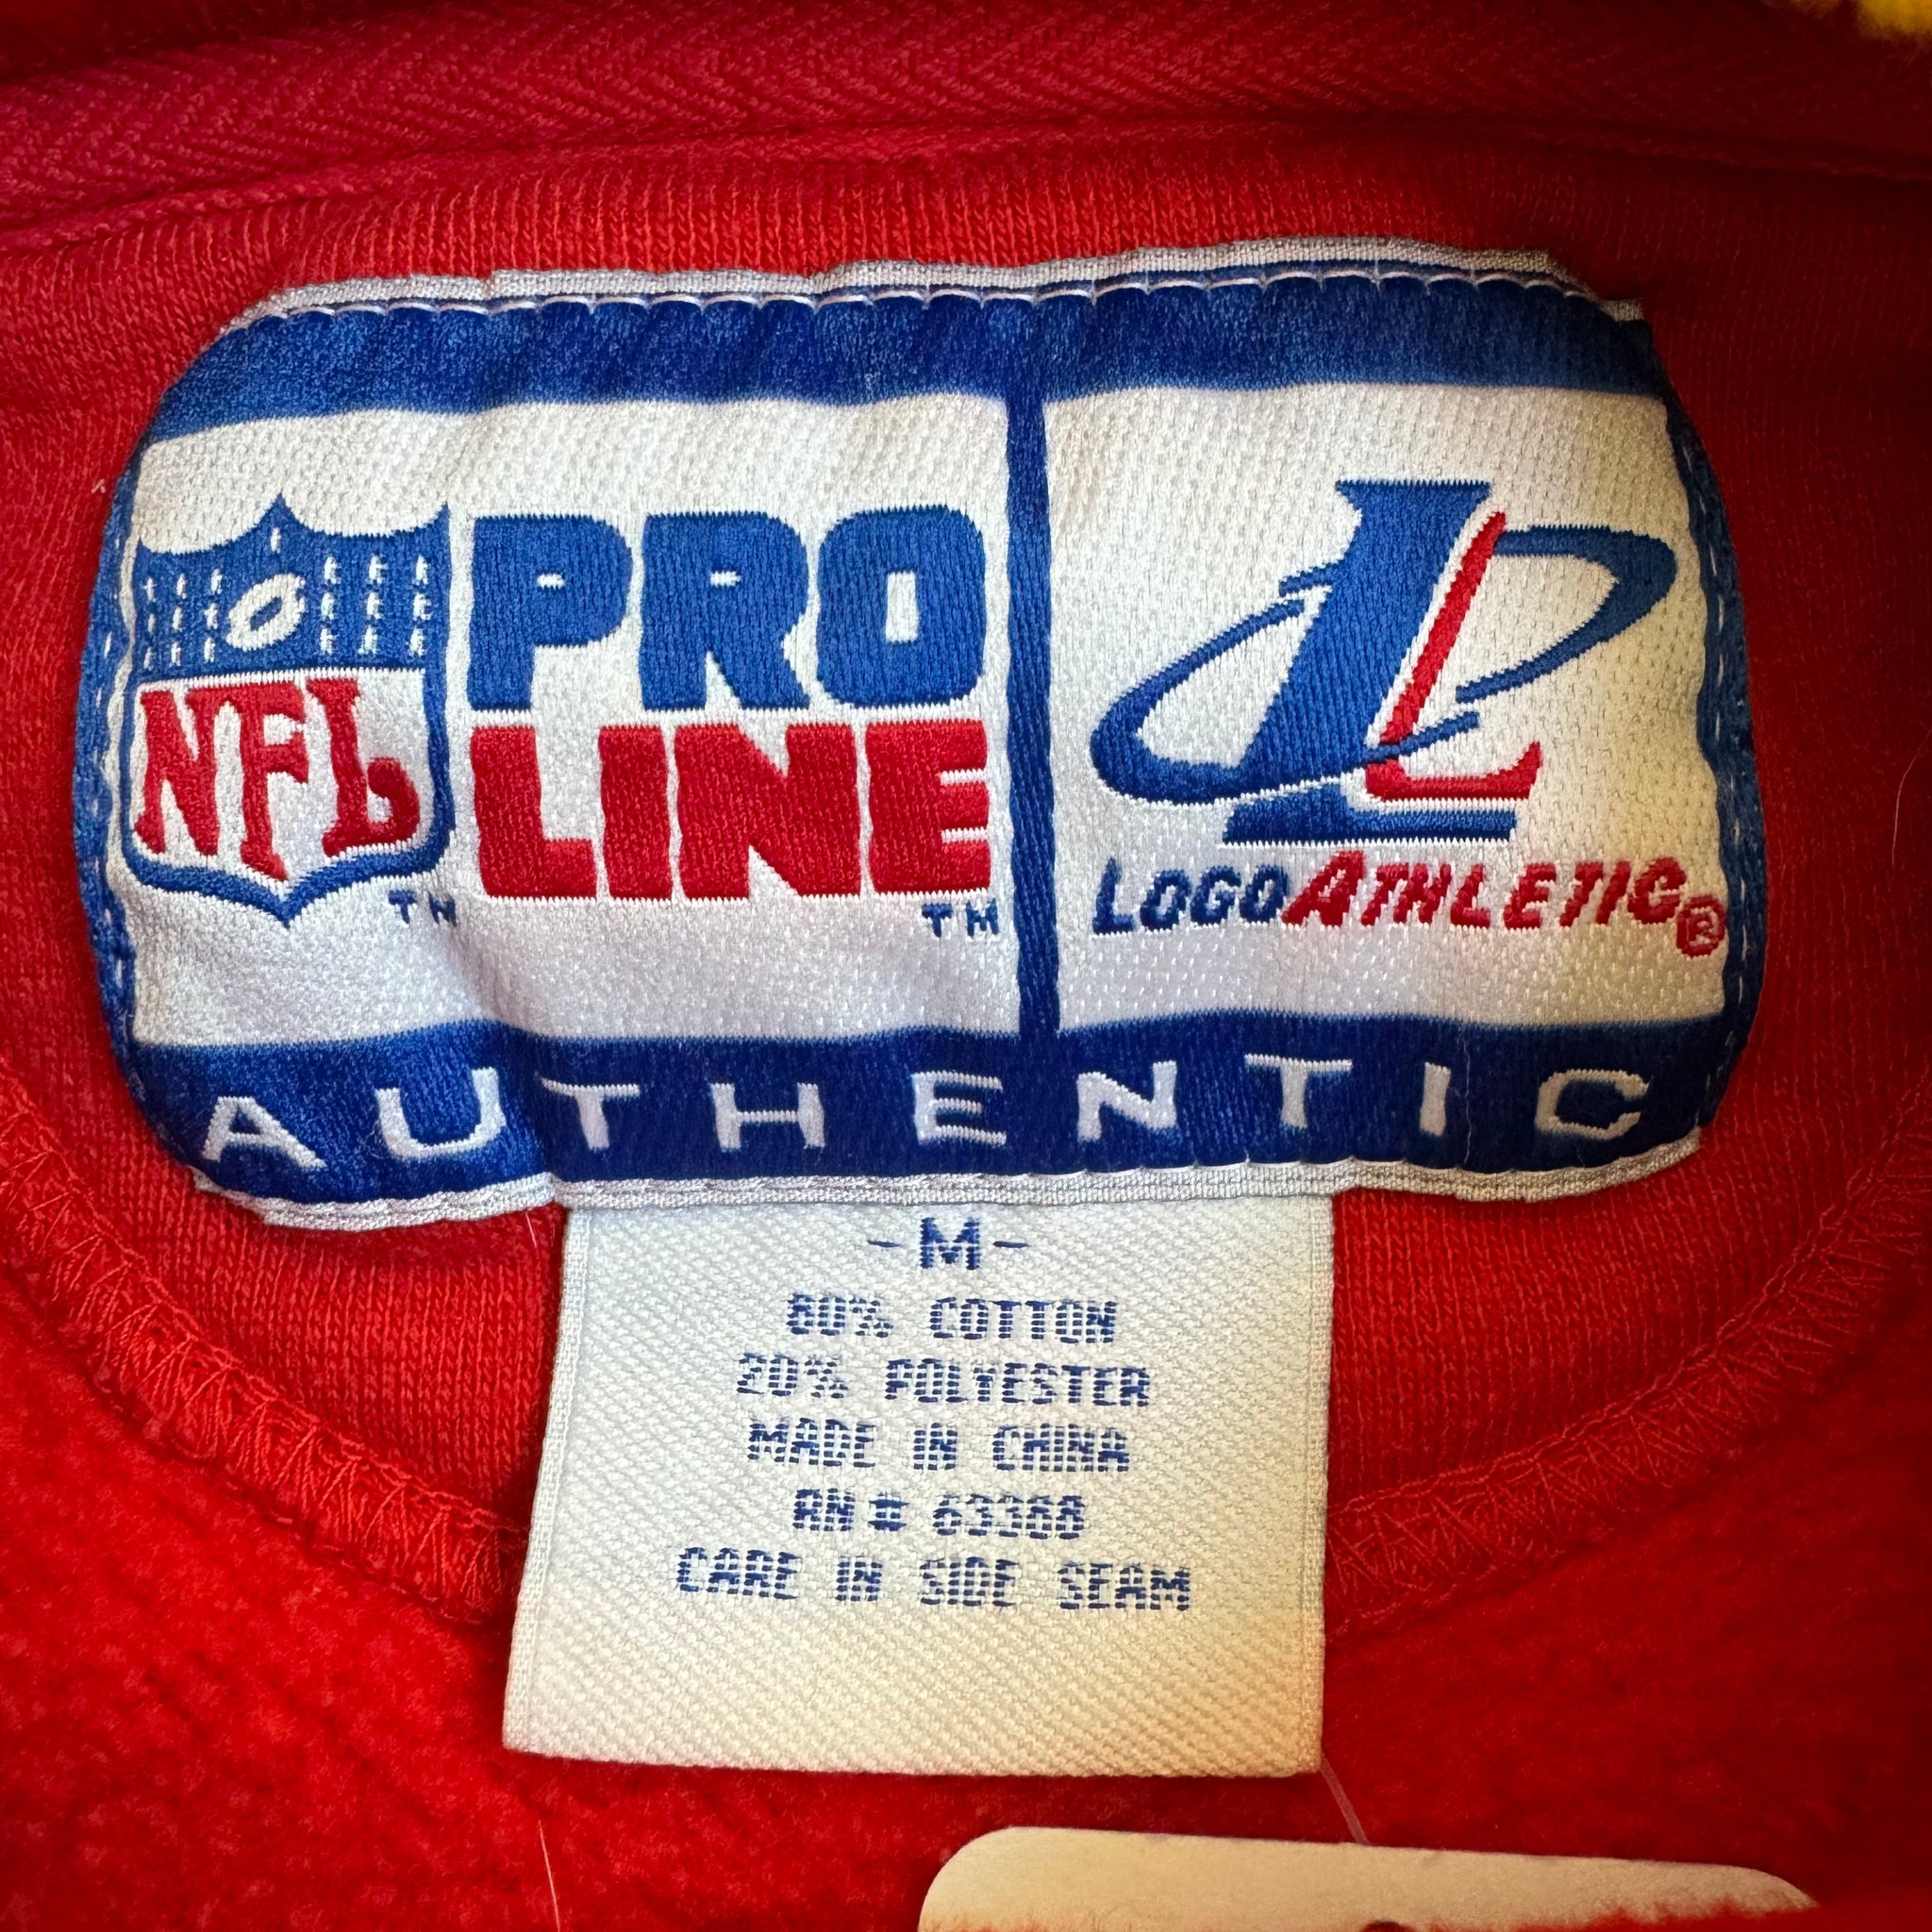 NFL
TM
PRO
LINE
TM
L
LOGOATHLETIC®
AUTHENTIC
-M-
80% COTTON
20% POLYESTER
MADE IN CHINA
RN# 63368
CARE IN SIDE SEAM